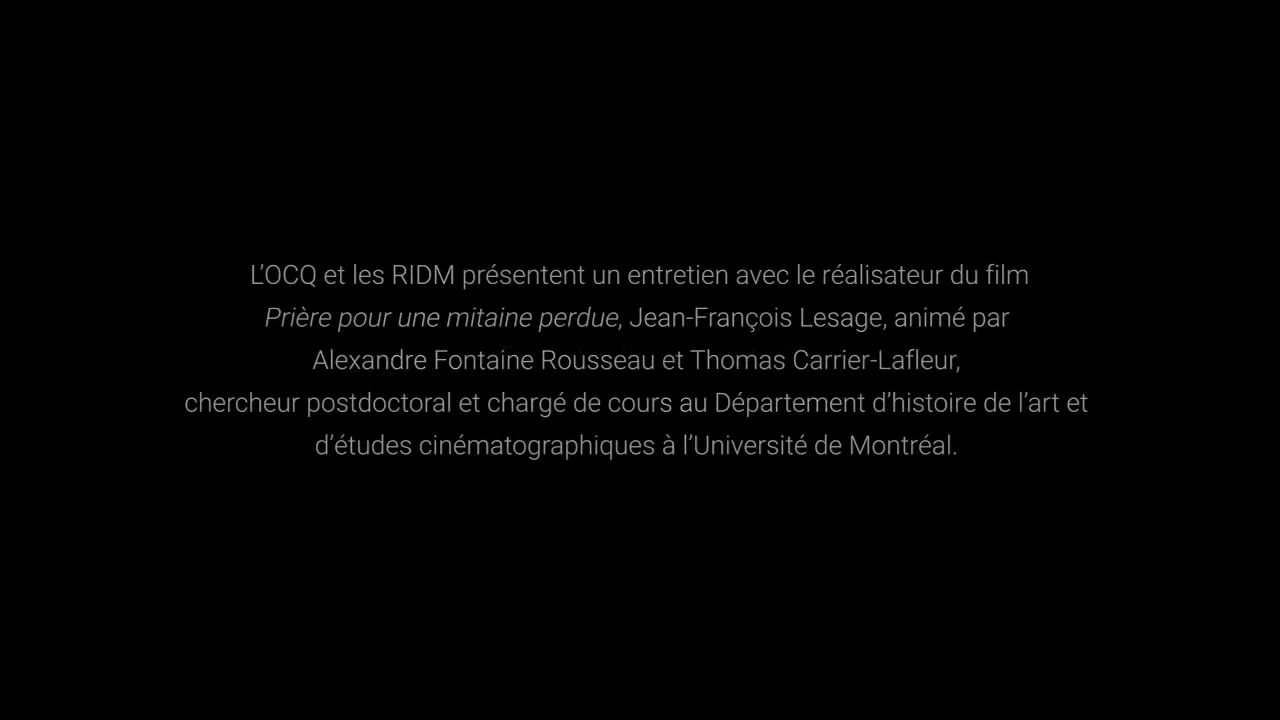 L’OCQ et les RIDM présentent un entretien avec le réalisateur du film
Prière pour une mitaine perdue, Jean-François Lesage, animé par
Alexandre Fontaine Rousseau et Thomas Carrier-Lafleur,
chercheur postdoctoral et chargé de cours au Département d’histoire de l’art et
d’études cinématographiques à l’Université de Montréal.